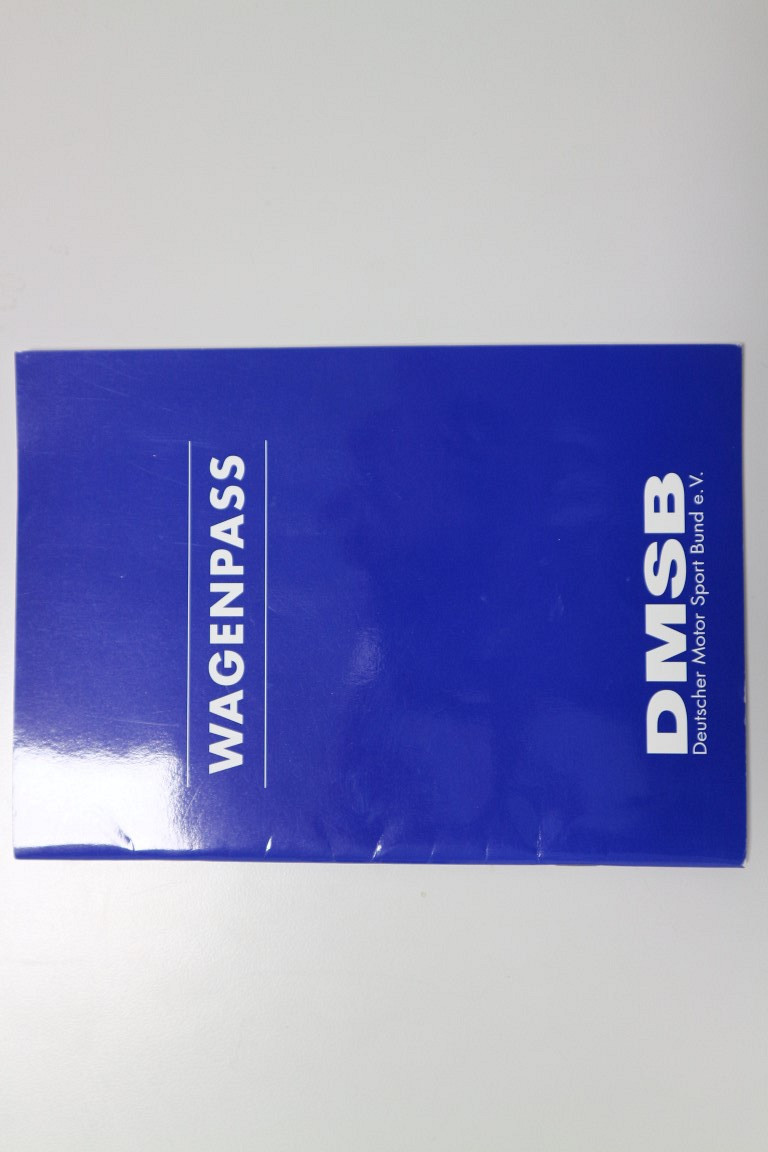 WAGENPASS
DMSB
Deutscher Motor Sport Bund e.V.